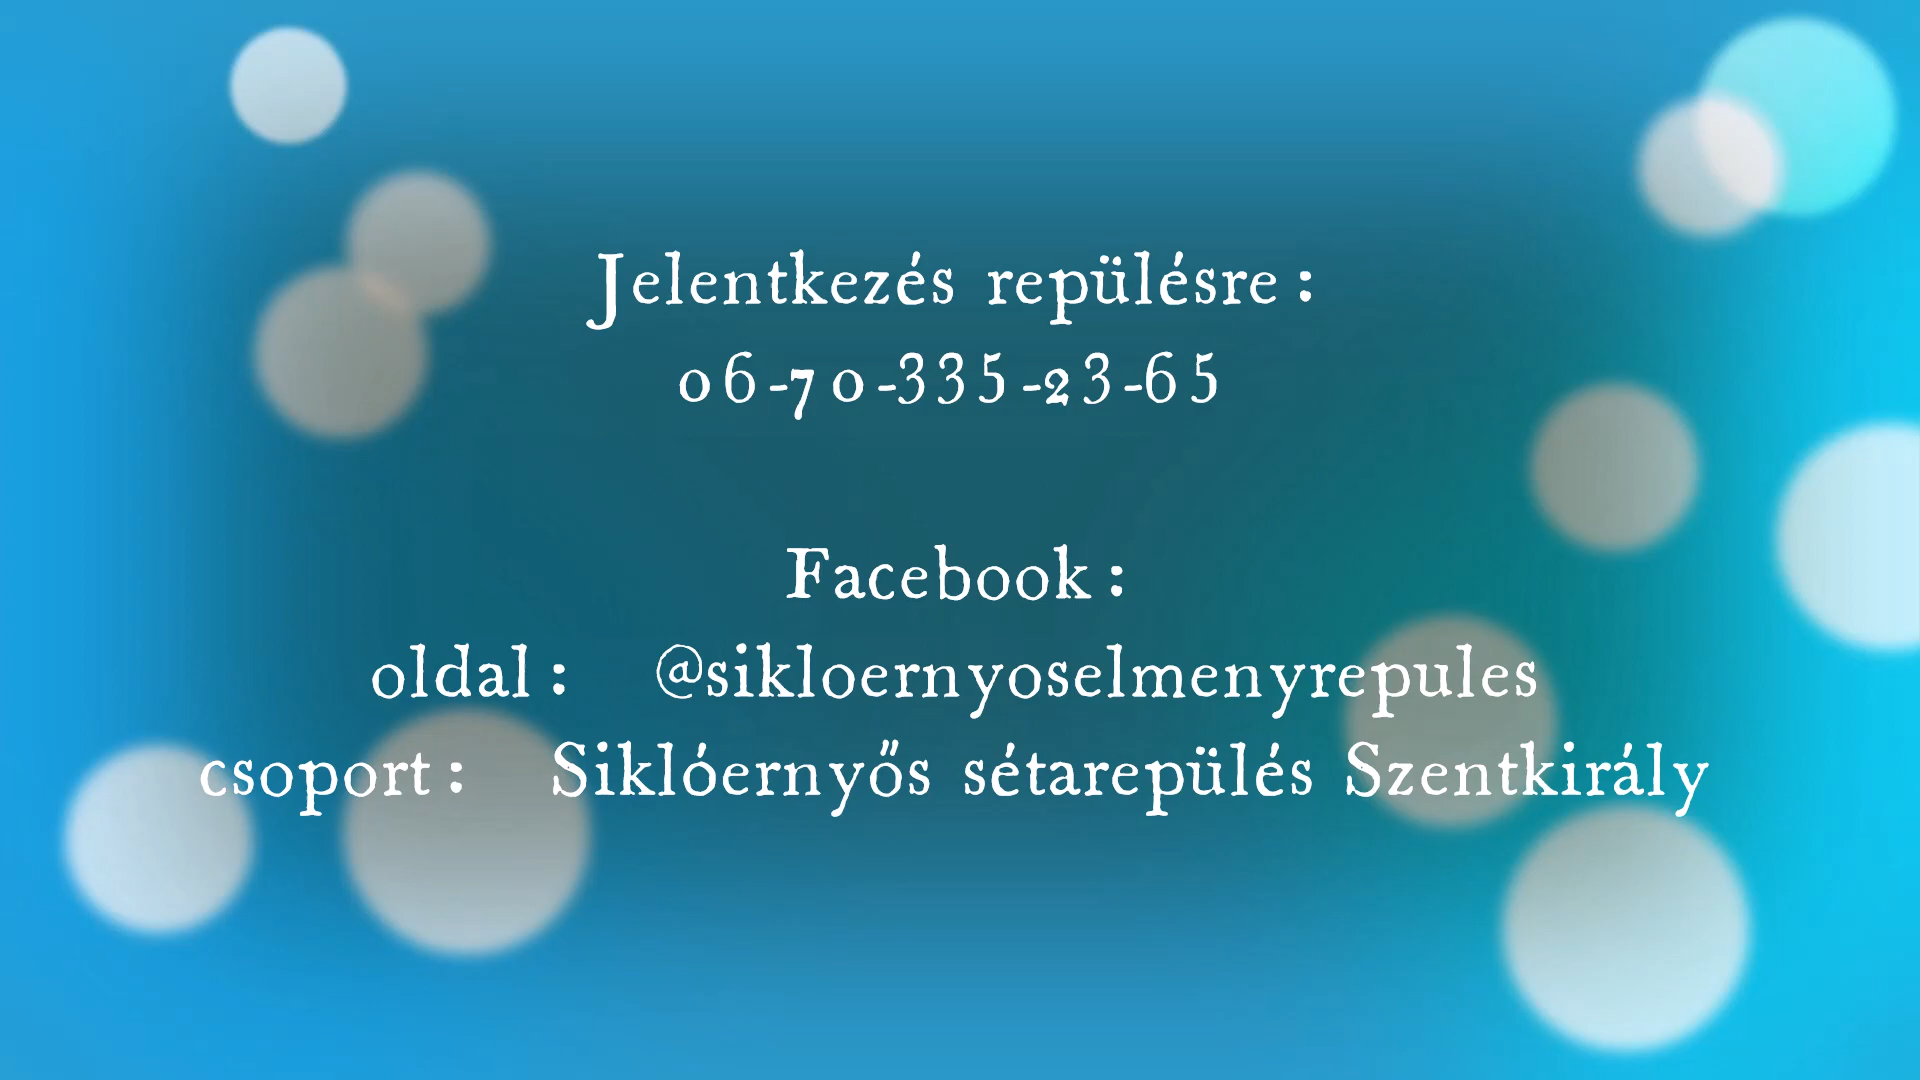 Jelentkezés repülésre:
06-70-335-23-65
Facebook:
oldal: @sikloernyoselmenyrepules
csoport: Siklóernyős sétarepülés Szentkirály